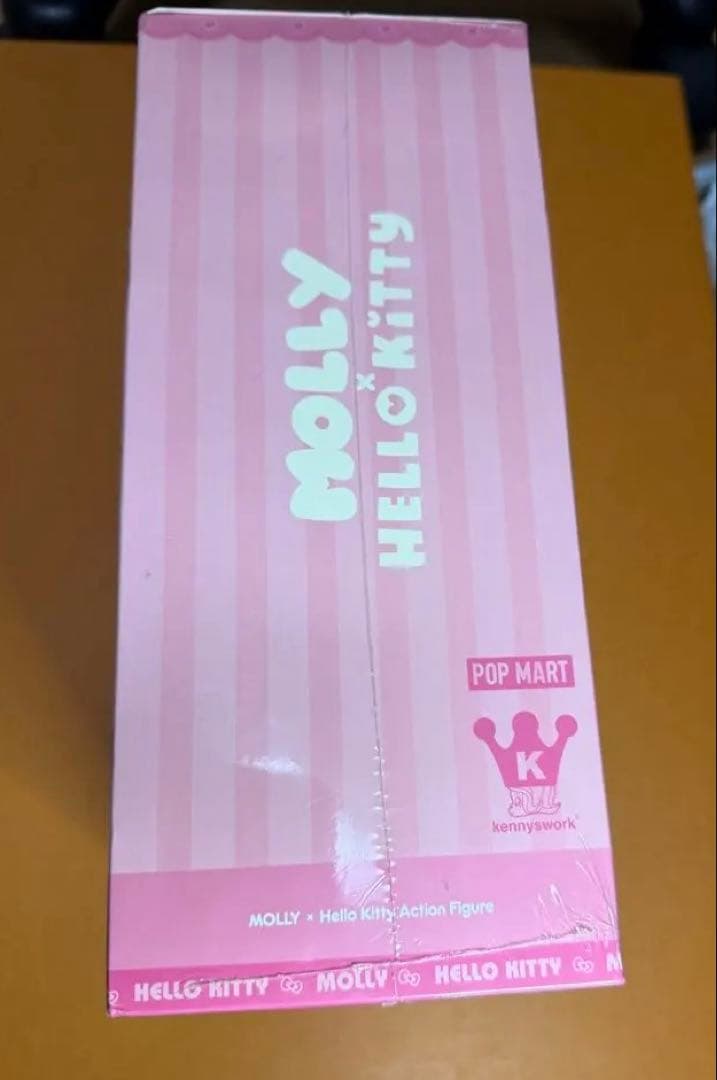 MOLLY
×
HELLO KITTY
POP MART
K
kennyswork
MOLLY × Hello Kitty Action Figure
HELLO KITTY MOLLY HELLO KITTY M